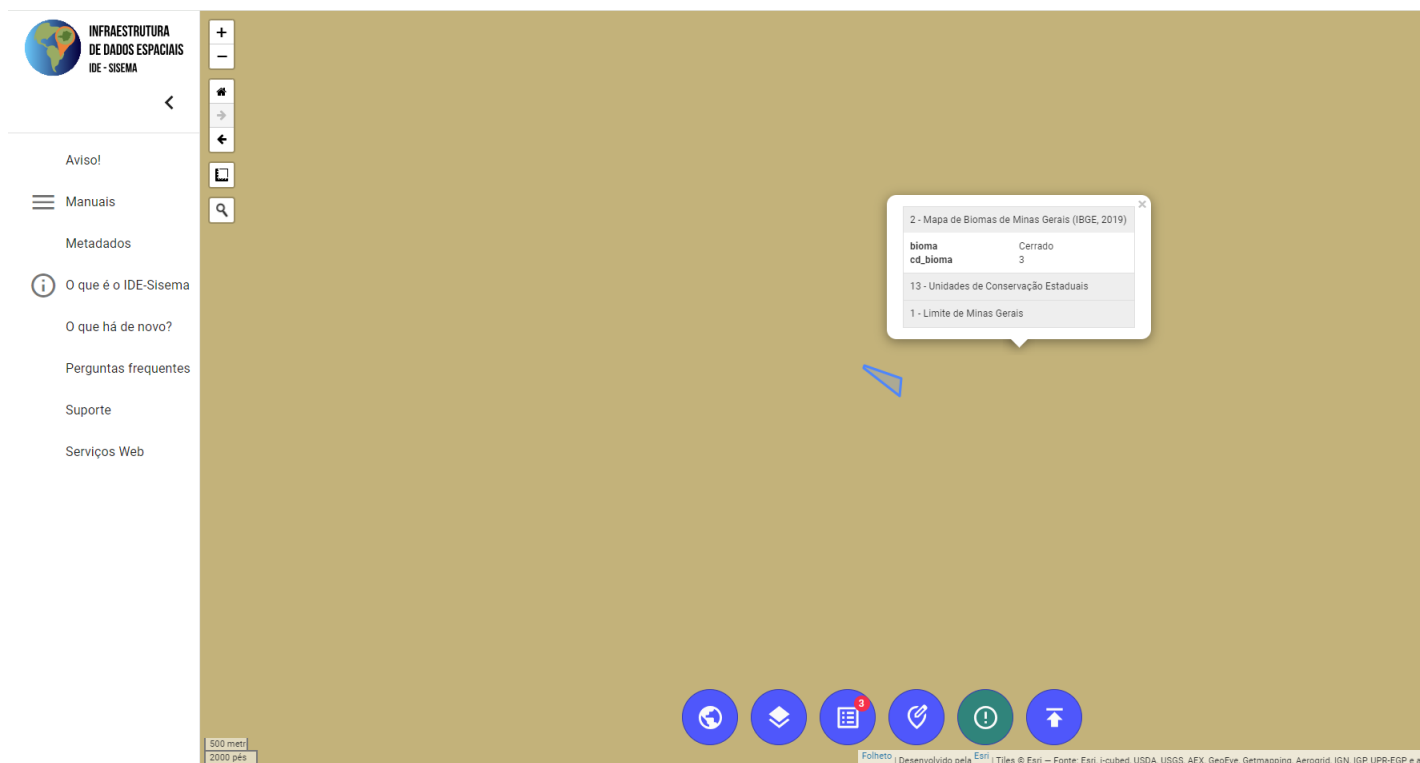 INFRAESTRUTURA
DE DADOS ESPACIAIS
IDE - SISEMA
Aviso!
Manuais
Metadados
O que é o IDE-Sisema
O que há de novo?
Perguntas frequentes
Suporte
Serviços Web
+
−
2 - Mapa de Biomas de Minas Gerais (IBGE, 2019)
×
bioma Cerrado
cd_bioma 3
13 - Unidades de Conservação Estaduais
1 - Limite de Minas Gerais
3
500 metr
2000 pés
Folheto | Desenvolvido pela Esri | Tiles © Esri — Fonte: Esri, i-cubed, USDA, USGS, AEX, GeoEye, Getmapping, Aerogrid, IGN, IGP, UPR-EGP e a